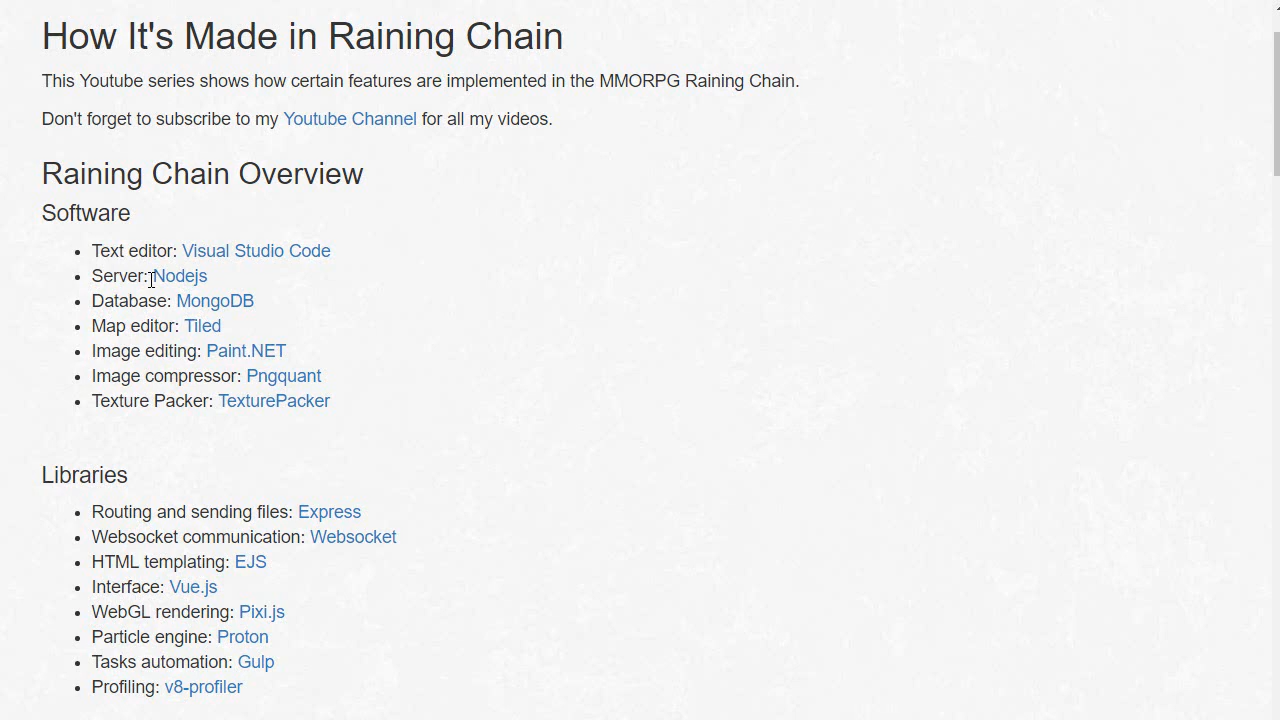 How It's Made in Raining Chain
This Youtube series shows how certain features are implemented in the MMORPG Raining Chain.
Don't forget to subscribe to my Youtube Channel for all my videos.
Raining Chain Overview
Software
• Text editor: Visual Studio Code
• Server: Nodejs
• Database: MongoDB
• Map editor: Tiled
• Image editing: Paint.NET
• Image compressor: Pngquant
• Texture Packer: TexturePacker
Libraries
• Routing and sending files: Express
• Websocket communication: Websocket
• HTML templating: EJS
• Interface: Vue.js
• WebGL rendering: Pixi.js
• Particle engine: Proton
• Tasks automation: Gulp
• Profiling: v8-profiler